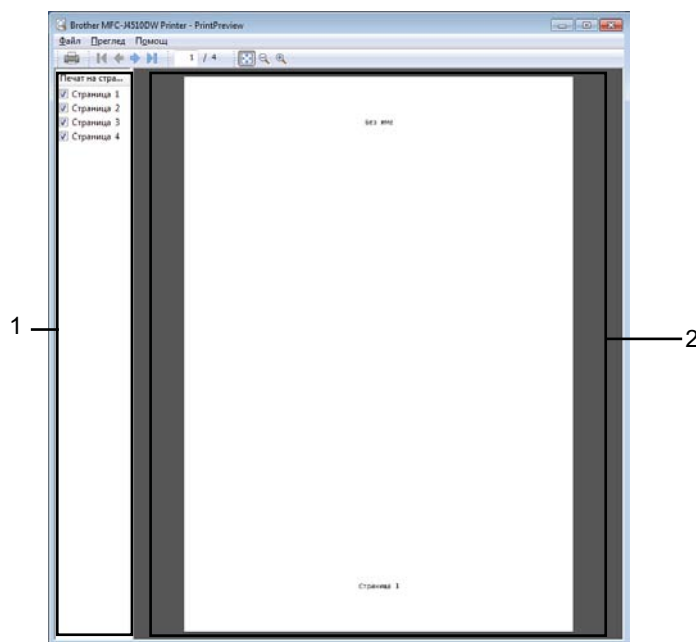 Brother MFC-J4510DW Printer - PrintPreview
Файл Преглед Помощ
1 / 4
Печат на стра...
Страница 1
Страница 2
Страница 3
Страница 4
Без име
1
2
Страница 1